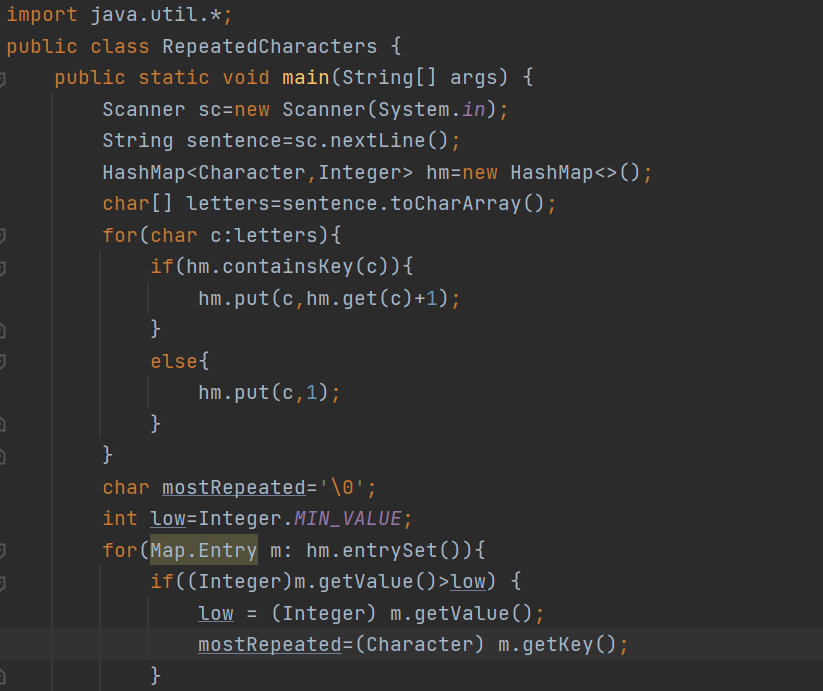 import java.util.*;
public class RepeatedCharacters {
    public static void main(String[] args) {
        Scanner sc=new Scanner(System.in);
        String sentence=sc.nextLine();
        HashMap<Character,Integer> hm=new HashMap<>();
        char[] letters=sentence.toCharArray();
        for(char c:letters){
            if(hm.containsKey(c)){
                hm.put(c,hm.get(c)+1);
            }
            else{
                hm.put(c,1);
            }
        }
        char mostRepeated='\0';
        int low=Integer.MIN_VALUE;
        for(Map.Entry m: hm.entrySet()){
            if((Integer)m.getValue()>low) {
                low = (Integer) m.getValue();
                mostRepeated=(Character) m.getKey();
            }